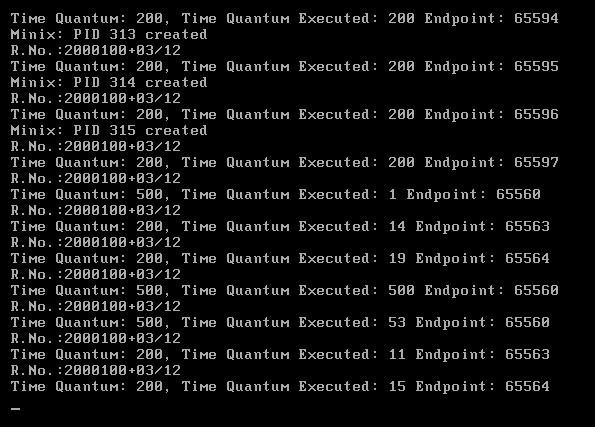 Time Quantum: 200, Time Quantum Executed: 200 Endpoint: 65594
Minix: PID 313 created
R.No.:2000100+03/12
Time Quantum: 200, Time Quantum Executed: 200 Endpoint: 65595
Minix: PID 314 created
R.No.:2000100+03/12
Time Quantum: 200, Time Quantum Executed: 200 Endpoint: 65596
Minix: PID 315 created
R.No.:2000100+03/12
Time Quantum: 200, Time Quantum Executed: 200 Endpoint: 65597
R.No.:2000100+03/12
Time Quantum: 500, Time Quantum Executed: 1 Endpoint: 65560
R.No.:2000100+03/12
Time Quantum: 200, Time Quantum Executed: 14 Endpoint: 65563
R.No.:2000100+03/12
Time Quantum: 200, Time Quantum Executed: 19 Endpoint: 65564
R.No.:2000100+03/12
Time Quantum: 500, Time Quantum Executed: 500 Endpoint: 65560
R.No.:2000100+03/12
Time Quantum: 500, Time Quantum Executed: 53 Endpoint: 65560
R.No.:2000100+03/12
Time Quantum: 200, Time Quantum Executed: 11 Endpoint: 65563
R.No.:2000100+03/12
Time Quantum: 200, Time Quantum Executed: 15 Endpoint: 65564